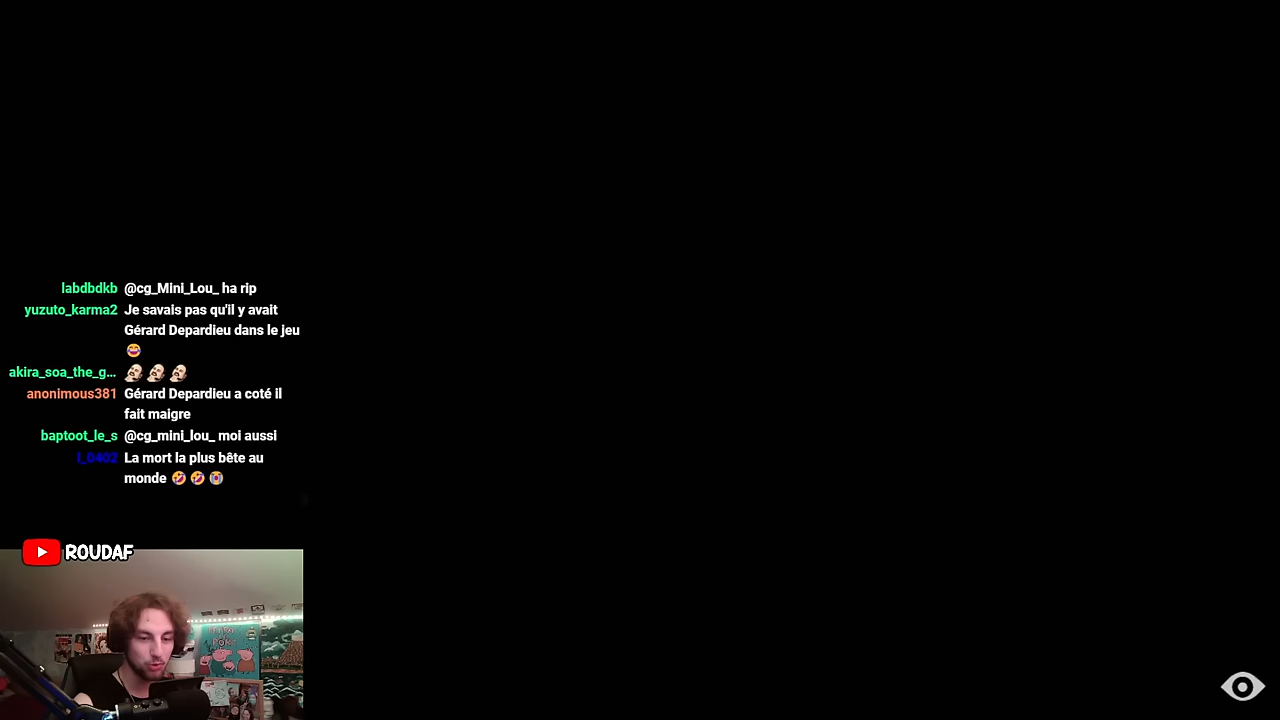 labdbdkb @cg_Mini_Lou_ ha rip
yuzuto_karma2 Je savais pas qu'il y avait
Gérard Depardieu dans le jeu
😂
akira_soa_the_g...
anonimous381 Gérard Depardieu a coté il
fait maigre
baptoot_le_s @cg_mini_lou_ moi aussi
l_0402 La mort la plus bête au
monde 🤣 🤣 😭
ROUDAF